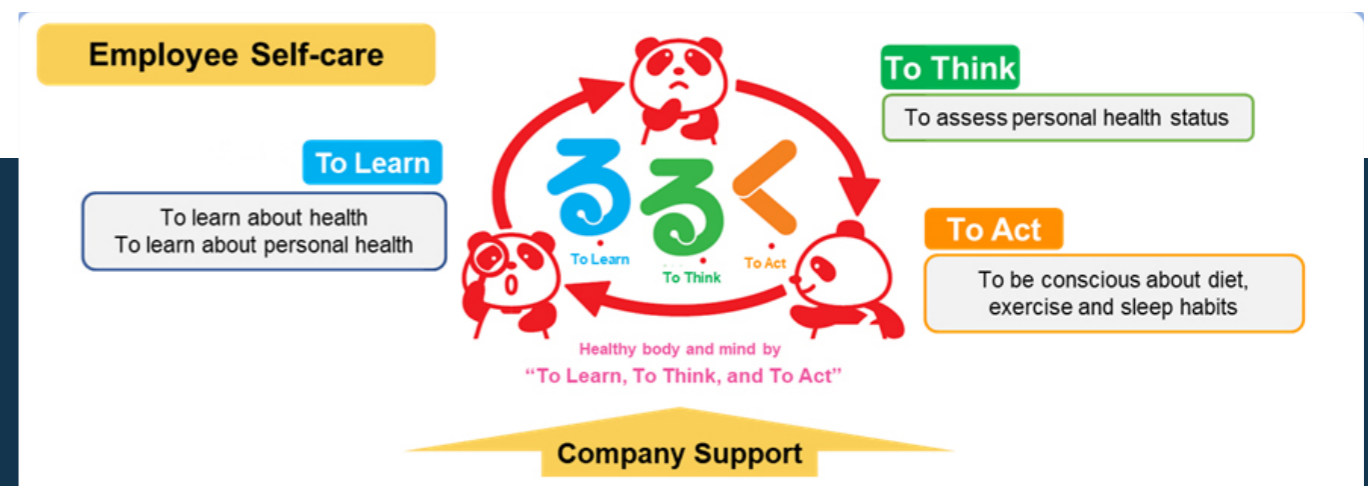 Employee Self-care
To Think
To assess personal health status
To Learn
To learn about health
To learn about personal health
るるく
To Learn
To Think
To Act
To Act
To be conscious about diet,
exercise and sleep habits
Healthy body and mind by
“To Learn, To Think, and To Act”
Company Support